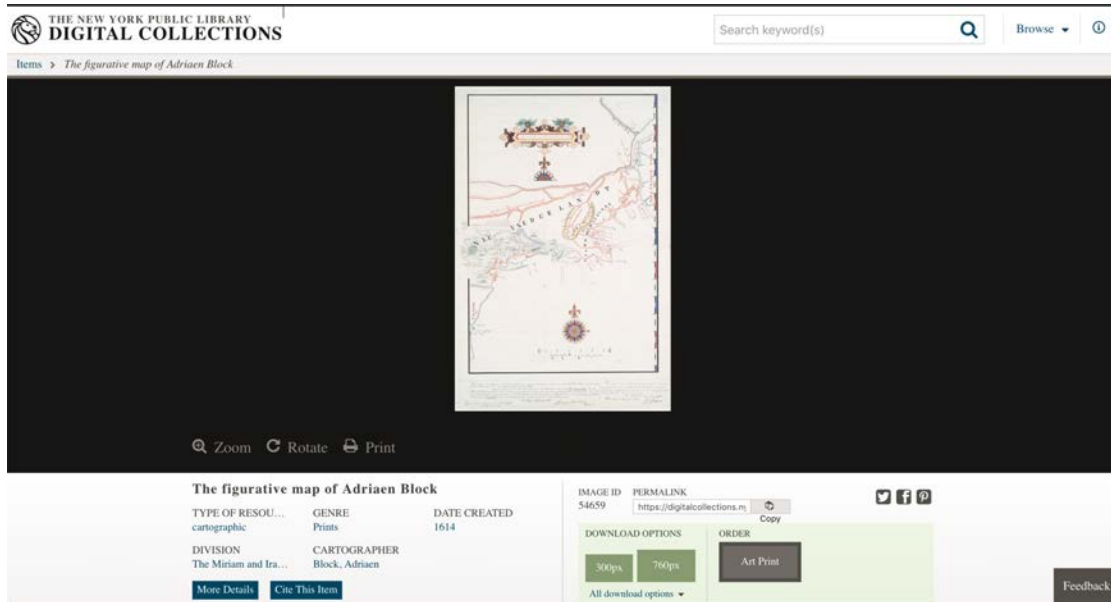 THE NEW YORK PUBLIC LIBRARY
DIGITAL COLLECTIONS
Search keyword(s)
Browse
Items > The figurative map of Adriaen Block
Zoom Rotate Print
The figurative map of Adriaen Block
TYPE OF RESOU… GENRE DATE CREATED
cartographic Prints 1614
DIVISION CARTOGRAPHER
The Miriam and Ira… Block, Adriaen
More Details Cite This Item
IMAGE ID PERMALINK
54659 https://digitalcollections.n
Copy
DOWNLOAD OPTIONS ORDER
300px 760px Art Print
All download options
Feedback